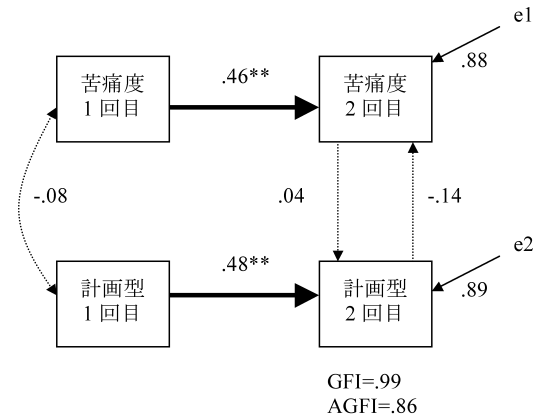 e1
.88
苦痛度
1 回目
.46**
苦痛度
2 回目
-.08
.04
-.14
e2
.89
計画型
1 回目
.48**
計画型
2 回目
GFI=.99
AGFI=.86